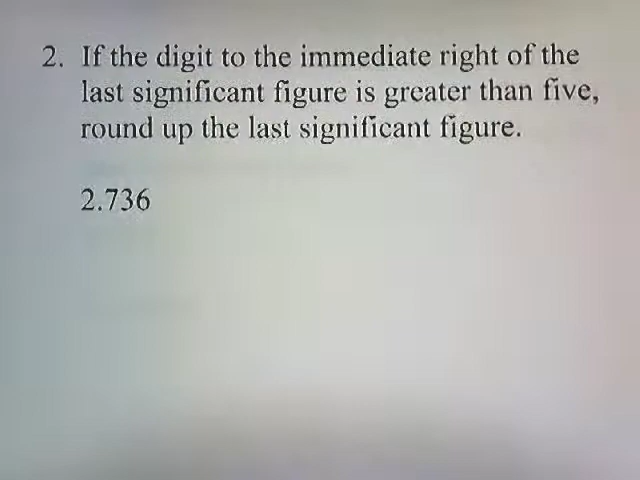 2. If the digit to the immediate right of the
last significant figure is greater than five,
round up the last significant figure.
2.736